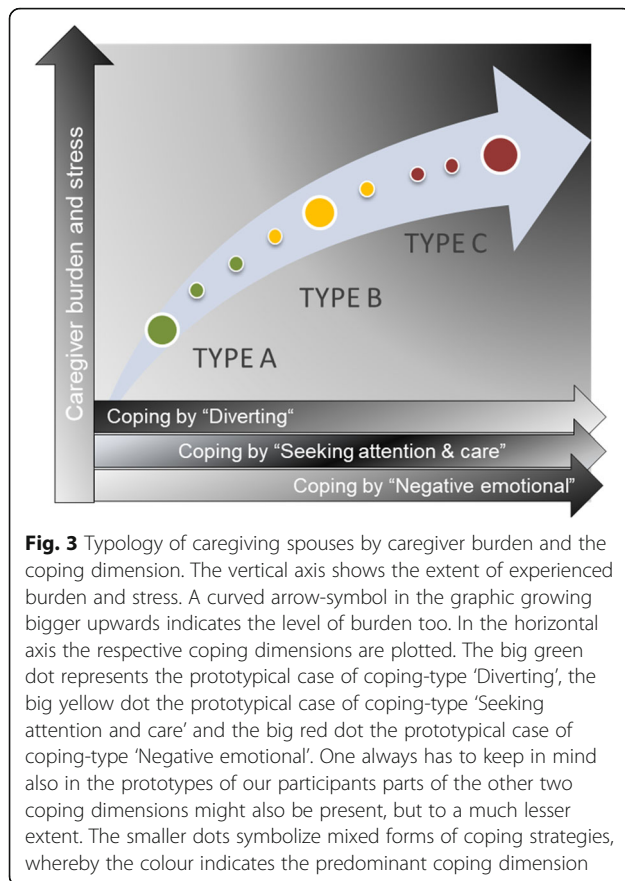 Caregiver burden and stress
TYPE C
TYPE B
TYPE A
Coping by "Diverting“
Coping by "Seeking attention & care”
Coping by "Negative emotional”
Fig. 3 Typology of caregiving spouses by caregiver burden and the
coping dimension. The vertical axis shows the extent of experienced
burden and stress. A curved arrow-symbol in the graphic growing
bigger upwards indicates the level of burden too. In the horizontal
axis the respective coping dimensions are plotted. The big green
dot represents the prototypical case of coping-type ‘Diverting’, the
big yellow dot the prototypical case of coping-type ‘Seeking
attention and care’ and the big red dot the prototypical case of
coping-type ‘Negative emotional’. One always has to keep in mind
also in the prototypes of our participants parts of the other two
coping dimensions might also be present, but to a much lesser
extent. The smaller dots symbolize mixed forms of coping strategies,
whereby the colour indicates the predominant coping dimension